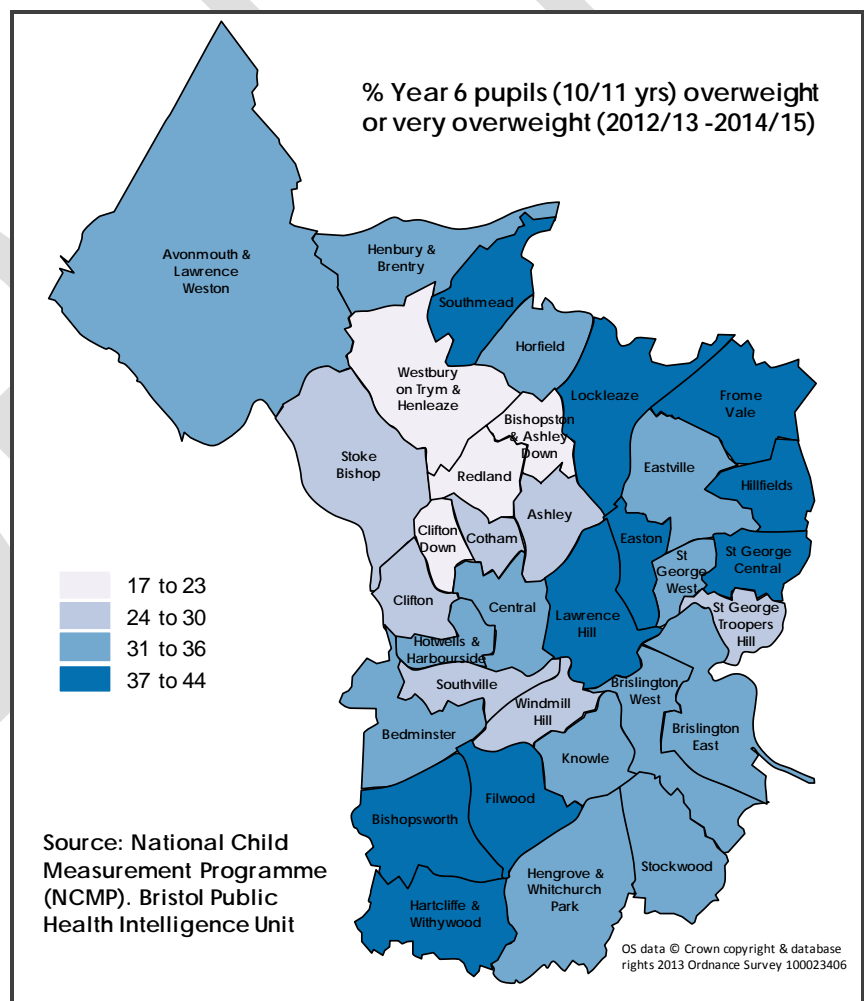 % Year 6 pupils (10/11 yrs) overweight
or very overweight (2012/13 -2014/15)
Avonmouth &
Lawrence
Weston
Henbury &
Brentry
Southmead
Horfield
Westbury
on Trym &
Henleaze
Lockleaze
Frome
Vale
Bishopston
& Ashley
Down
Stoke
Bishop
Redland
Eastville
Hillfields
Ashley
Clifton
Down
Cotham
Easton
St
George
West
St George
Central
17 to 23
24 to 30
31 to 36
37 to 44
Clifton
Central
Lawrence
Hill
St George
Troopers
Hill
Hotwells &
Harbourside
Southville
Windmill
Hill
Brislington
West
Brislington
East
Bedminster
Knowle
Bishopsworth
Filwood
Stockwood
Hengrove &
Whitchurch
Park
Hartcliffe &
Withywood
Source: National Child
Measurement Programme
(NCMP). Bristol Public
Health Intelligence Unit
OS data © Crown copyright & database
rights 2013 Ordnance Survey 100023406